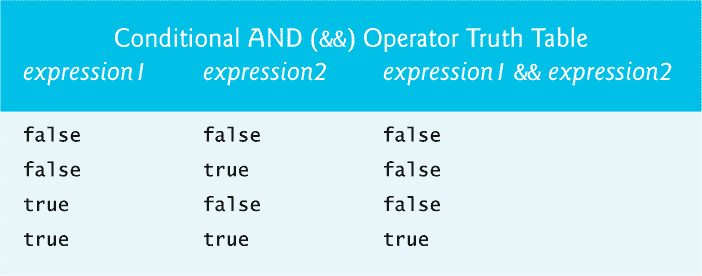 Conditional AND (&&) Operator Truth Table
expression1 expression2 expression1 && expression2
false false false
false true false
true false false
true true true